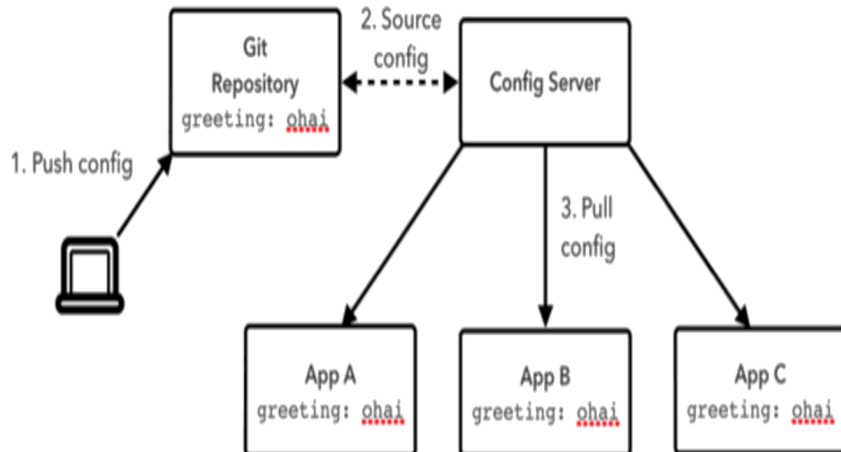 Git
Repository
greeting: ohai
2. Source
config
Config Server
1. Push config
3. Pull
config
App A
greeting: ohai
App B
greeting: ohai
App C
greeting: ohai